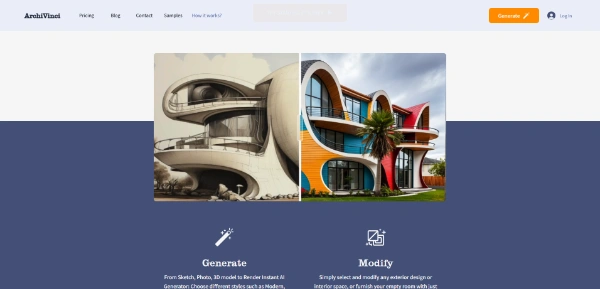 ArchiVinci
Pricing
Blog
Contact
Samples
How it works?
Generate
Log In
Generate
Modify
From Sketch, Photo, 3D model to Render Instant AI
Generator: Choose different styles such as Modern,
Simply select and modify any exterior design or
interior space, or furnish your empty room with just